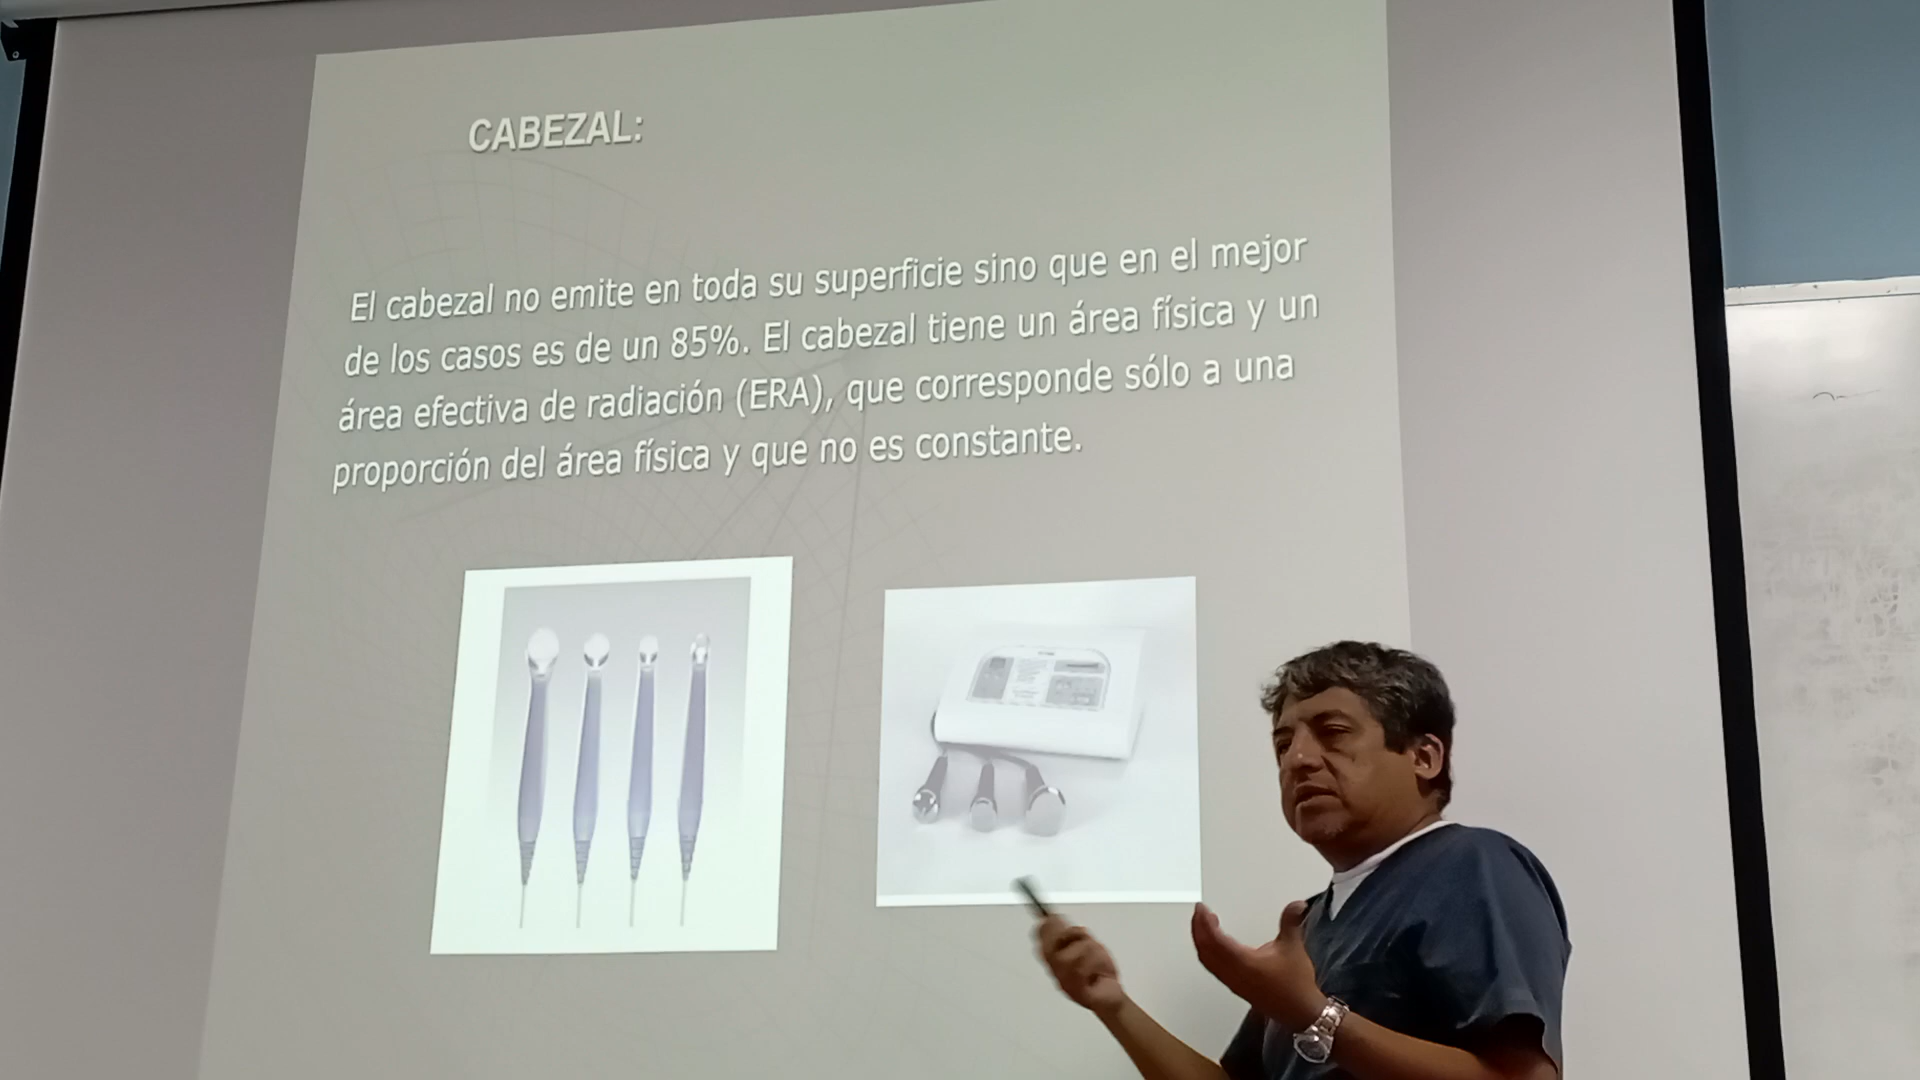 CABEZAL:
El cabezal no emite en toda su superficie sino que en el mejor
de los casos es de un 85%. El cabezal tiene un área física y un
área efectiva de radiación (ERA), que corresponde sólo a una
proporción del área física y que no es constante.